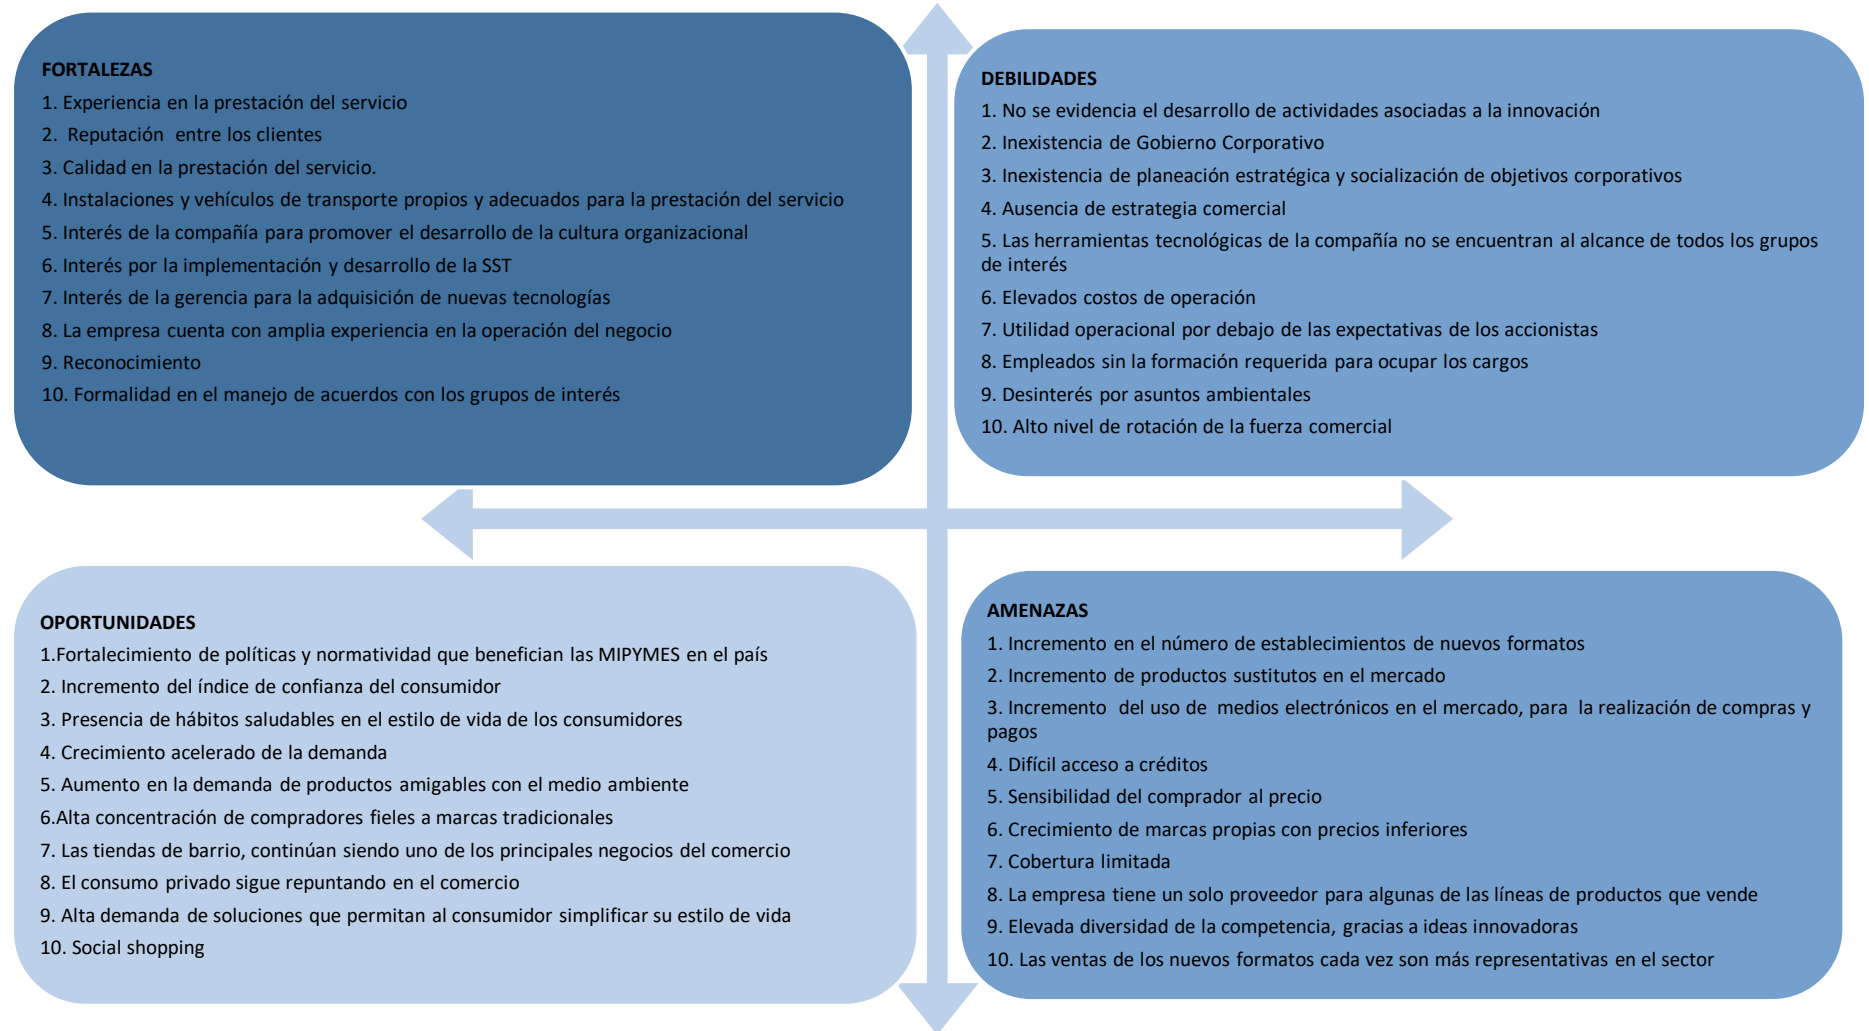 FORTALEZAS
1. Experiencia en la prestación del servicio
2. Reputación entre los clientes
3. Calidad en la prestación del servicio.
4. Instalaciones y vehículos de transporte propios y adecuados para la prestación del servicio
5. Interés de la compañía para promover el desarrollo de la cultura organizacional
6. Interés por la implementación y desarrollo de la SST
7. Interés de la gerencia para la adquisición de nuevas tecnologías
8. La empresa cuenta con amplia experiencia en la operación del negocio
9. Reconocimiento
10. Formalidad en el manejo de acuerdos con los grupos de interés
DEBILIDADES
1. No se evidencia el desarrollo de actividades asociadas a la innovación
2. Inexistencia de Gobierno Corporativo
3. Inexistencia de planeación estratégica y socialización de objetivos corporativos
4. Ausencia de estrategia comercial
5. Las herramientas tecnológicas de la compañía no se encuentran al alcance de todos los grupos
de interés
6. Elevados costos de operación
7. Utilidad operacional por debajo de las expectativas de los accionistas
8. Empleados sin la formación requerida para ocupar los cargos
9. Desinterés por asuntos ambientales
10. Alto nivel de rotación de la fuerza comercial
OPORTUNIDADES
1.Fortalecimiento de políticas y normatividad que benefician las MIPYMES en el país
2. Incremento del índice de confianza del consumidor
3. Presencia de hábitos saludables en el estilo de vida de los consumidores
4. Crecimiento acelerado de la demanda
5. Aumento en la demanda de productos amigables con el medio ambiente
6.Alta concentración de compradores fieles a marcas tradicionales
7. Las tiendas de barrio, continúan siendo uno de los principales negocios del comercio
8. El consumo privado sigue repuntando en el comercio
9. Alta demanda de soluciones que permitan al consumidor simplificar su estilo de vida
10. Social shopping
AMENAZAS
1. Incremento en el número de establecimientos de nuevos formatos
2. Incremento de productos sustitutos en el mercado
3. Incremento del uso de medios electrónicos en el mercado, para la realización de compras y
pagos
4. Difícil acceso a créditos
5. Sensibilidad del comprador al precio
6. Crecimiento de marcas propias con precios inferiores
7. Cobertura limitada
8. La empresa tiene un solo proveedor para algunas de las líneas de productos que vende
9. Elevada diversidad de la competencia, gracias a ideas innovadoras
10. Las ventas de los nuevos formatos cada vez son más representativas en el sector